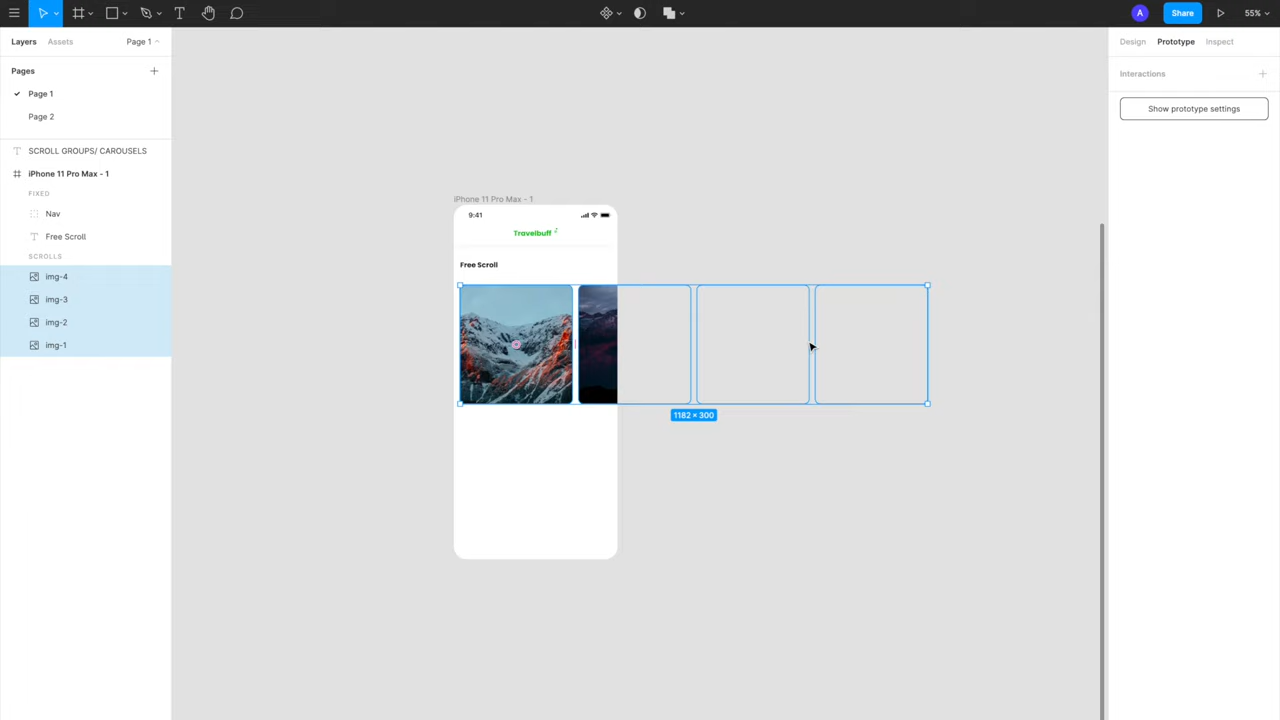 A
Share
55%
Layers
Assets
Page 1
Design
Prototype
Inspect
Pages
Interactions
Page 1
Show prototype settings
Page 2
SCROLL GROUPS/ CAROUSELS
iPhone 11 Pro Max - 1
FIXED
Nav
Free Scroll
SCROLLS
img-4
img-3
img-2
img-1
iPhone 11 Pro Max - 1
9:41
Travelbuff
Free Scroll
1182 × 300